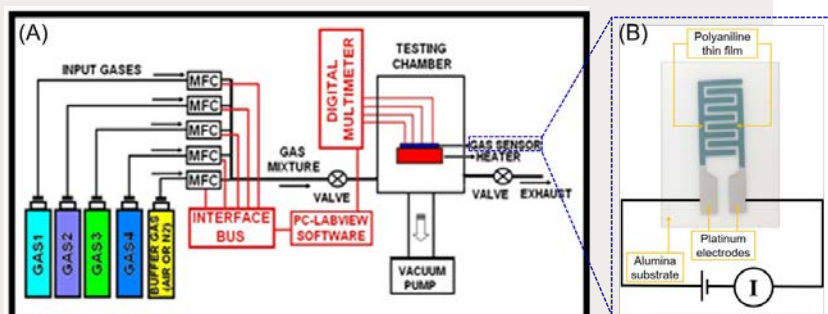 (A)
INPUT GASES
MFC
MFC
MFC
MFC
MFC
GAS1
GAS2
GAS3
GAS4
BUFFER GAS
(AIR OR N2)
INTERFACE
BUS
PC-LABVIEW
SOFTWARE
DIGITAL
MULTIMETER
GAS
MIXTURE
VALVE
TESTING
CHAMBER
GAS SENSOR
HEATER
VALVE
EXHAUST
VACUUM
PUMP
(B)
Polyaniline
thin film
Platinum
electrodes
Alumina
substrate
I